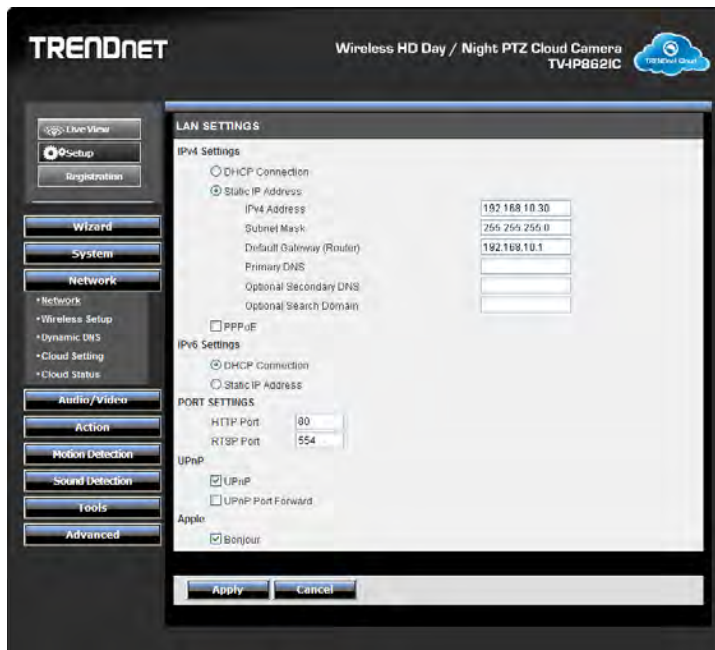 TRENDNET
Wireless HD Day / Night PTZ Cloud Camera
TV-IP862IC
TRENDnet Cloud
Live View
Setup
Registration
Wizard
System
Network
•Network
•Wireless Setup
•Dynamic DNS
•Cloud Setting
•Cloud Status
Audio/Video
Action
Motion Detection
Sound Detection
Tools
Advanced
LAN SETTINGS
IPv4 Settings
DHCP Connection
Static IP Address
IPv4 Address 192.168.10.30
Subnet Mask 255.255.255.0
Default Gateway (Router) 192.168.10.1
Primary DNS
Optional Secondary DNS
Optional Search Domain
PPPoE
IPv6 Settings
DHCP Connection
Static IP Address
PORT SETTINGS
HTTP Port 80
RTSP Port 554
UPnP
UPnP
UPnP Port Forward
Apple
Bonjour
Apply Cancel